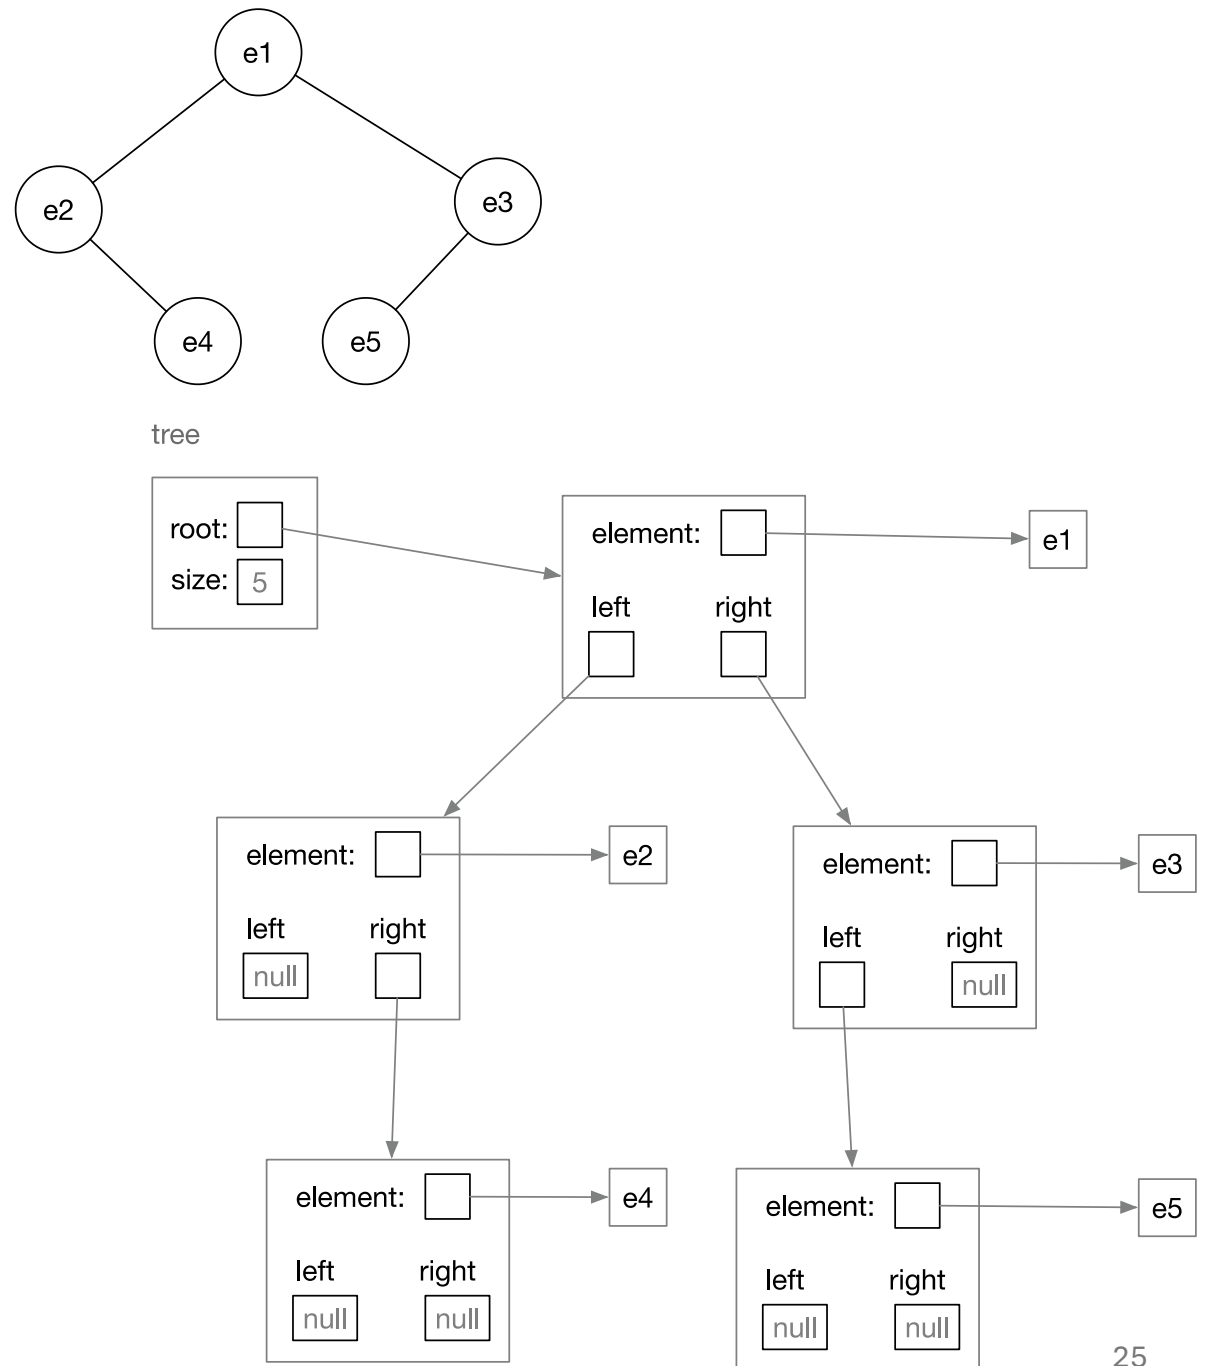 e1
e2
e3
e4
e5
tree
root:
size: 5
element:
e1
left right
element:
e2
left right
null
element:
e3
left right
null
element:
e4
left right
null null
element:
e5
left right
null null
25